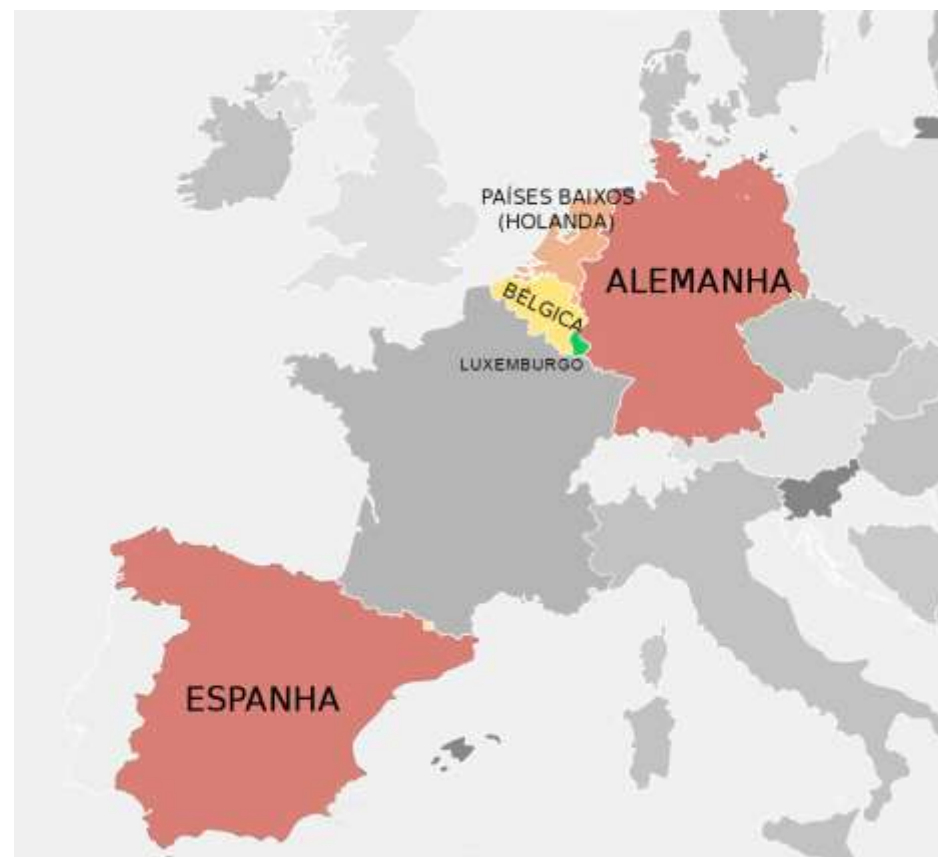 PAÍSES BAIXOS
(HOLANDA)
ALEMANHA
BÉLGICA
LUXEMBURGO
ESPANHA